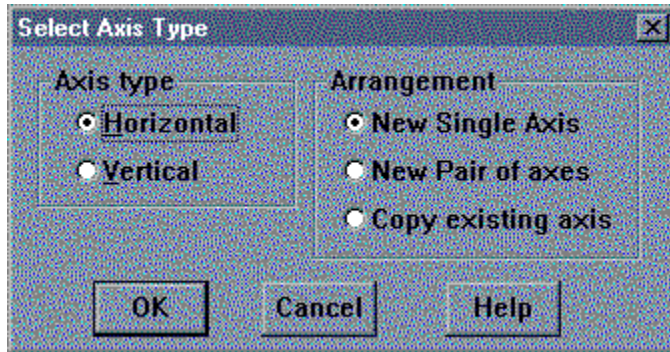 Select Axis Type
Axis type
Horizontal
Vertical
Arrangement
New Single Axis
New Pair of axes
Copy existing axis
OK
Cancel
Help